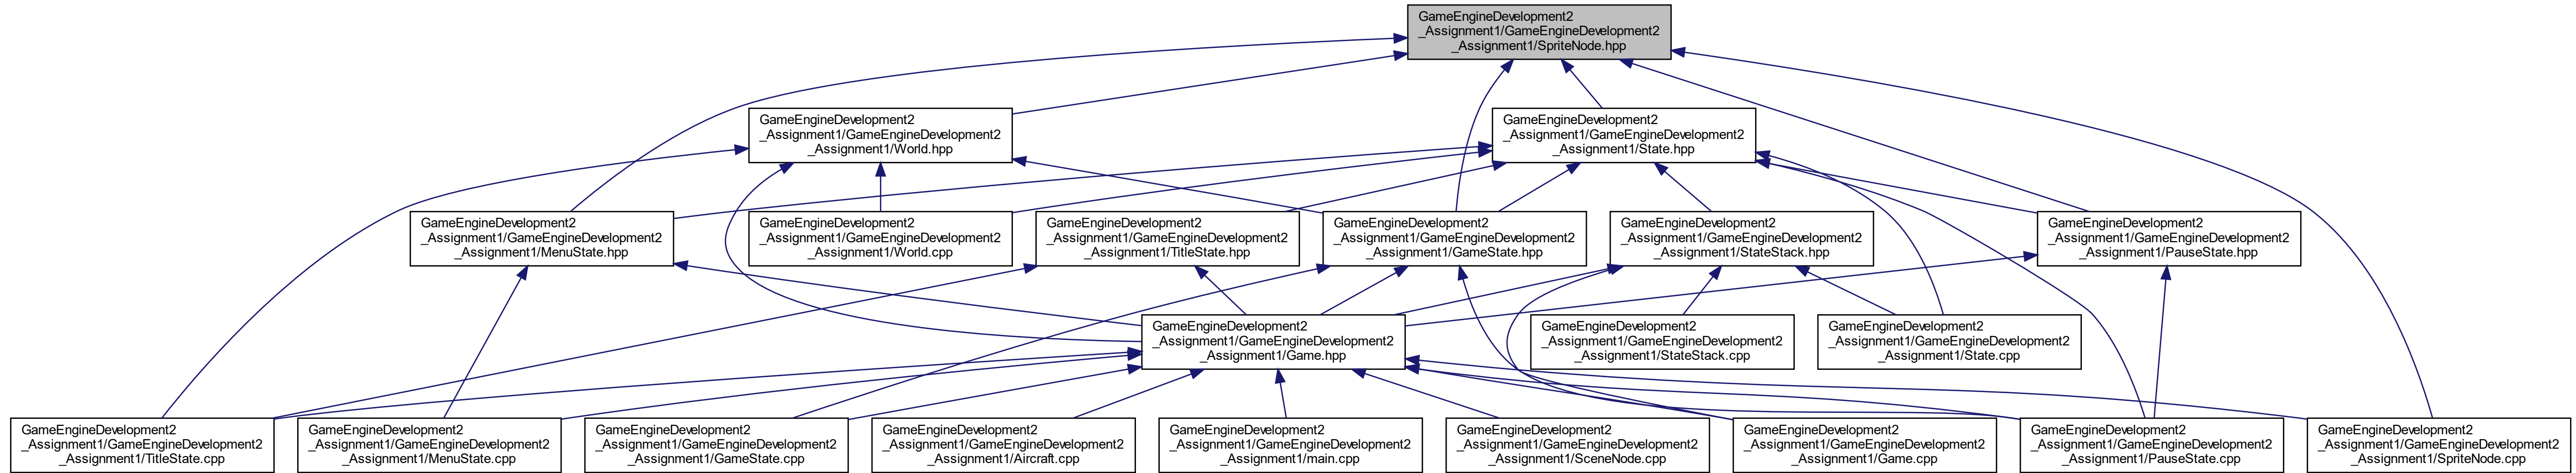 GameEngineDevelopment2
_Assignment1/GameEngineDevelopment2
_Assignment1/SpriteNode.hpp
GameEngineDevelopment2
_Assignment1/GameEngineDevelopment2
_Assignment1/World.hpp
GameEngineDevelopment2
_Assignment1/GameEngineDevelopment2
_Assignment1/State.hpp
GameEngineDevelopment2
_Assignment1/GameEngineDevelopment2
_Assignment1/MenuState.hpp
GameEngineDevelopment2
_Assignment1/GameEngineDevelopment2
_Assignment1/World.cpp
GameEngineDevelopment2
_Assignment1/GameEngineDevelopment2
_Assignment1/TitleState.hpp
GameEngineDevelopment2
_Assignment1/GameEngineDevelopment2
_Assignment1/GameState.hpp
GameEngineDevelopment2
_Assignment1/GameEngineDevelopment2
_Assignment1/StateStack.hpp
GameEngineDevelopment2
_Assignment1/GameEngineDevelopment2
_Assignment1/PauseState.hpp
GameEngineDevelopment2
_Assignment1/GameEngineDevelopment2
_Assignment1/Game.hpp
GameEngineDevelopment2
_Assignment1/GameEngineDevelopment2
_Assignment1/StateStack.cpp
GameEngineDevelopment2
_Assignment1/GameEngineDevelopment2
_Assignment1/State.cpp
GameEngineDevelopment2
_Assignment1/GameEngineDevelopment2
_Assignment1/TitleState.cpp
GameEngineDevelopment2
_Assignment1/GameEngineDevelopment2
_Assignment1/MenuState.cpp
GameEngineDevelopment2
_Assignment1/GameEngineDevelopment2
_Assignment1/GameState.cpp
GameEngineDevelopment2
_Assignment1/GameEngineDevelopment2
_Assignment1/Aircraft.cpp
GameEngineDevelopment2
_Assignment1/GameEngineDevelopment2
_Assignment1/main.cpp
GameEngineDevelopment2
_Assignment1/GameEngineDevelopment2
_Assignment1/SceneNode.cpp
GameEngineDevelopment2
_Assignment1/GameEngineDevelopment2
_Assignment1/Game.cpp
GameEngineDevelopment2
_Assignment1/GameEngineDevelopment2
_Assignment1/PauseState.cpp
GameEngineDevelopment2
_Assignment1/GameEngineDevelopment2
_Assignment1/SpriteNode.cpp